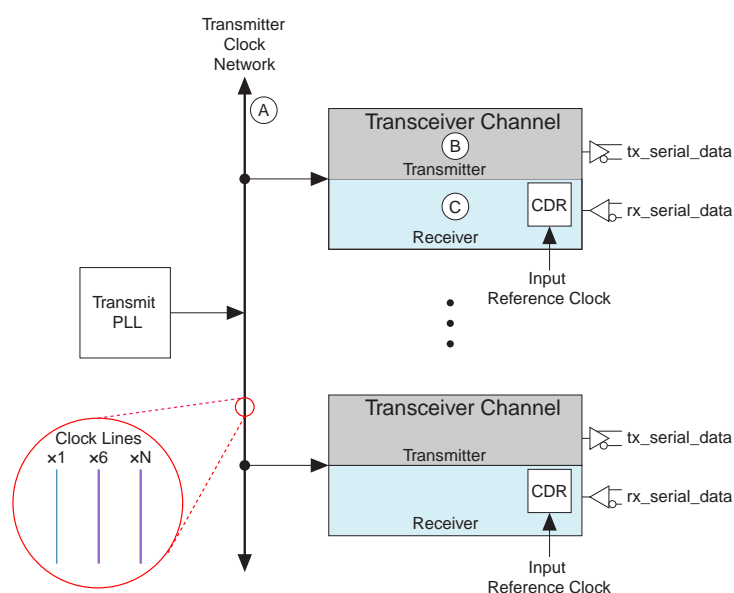 Transmitter
Clock
Network
A
Transceiver Channel
B
Transmitter
tx_serial_data
C
CDR
rx_serial_data
Receiver
Input
Reference Clock
Transmit
PLL
Transceiver Channel
Clock Lines
×1 ×6 ×N
Transmitter
tx_serial_data
CDR
rx_serial_data
Receiver
Input
Reference Clock